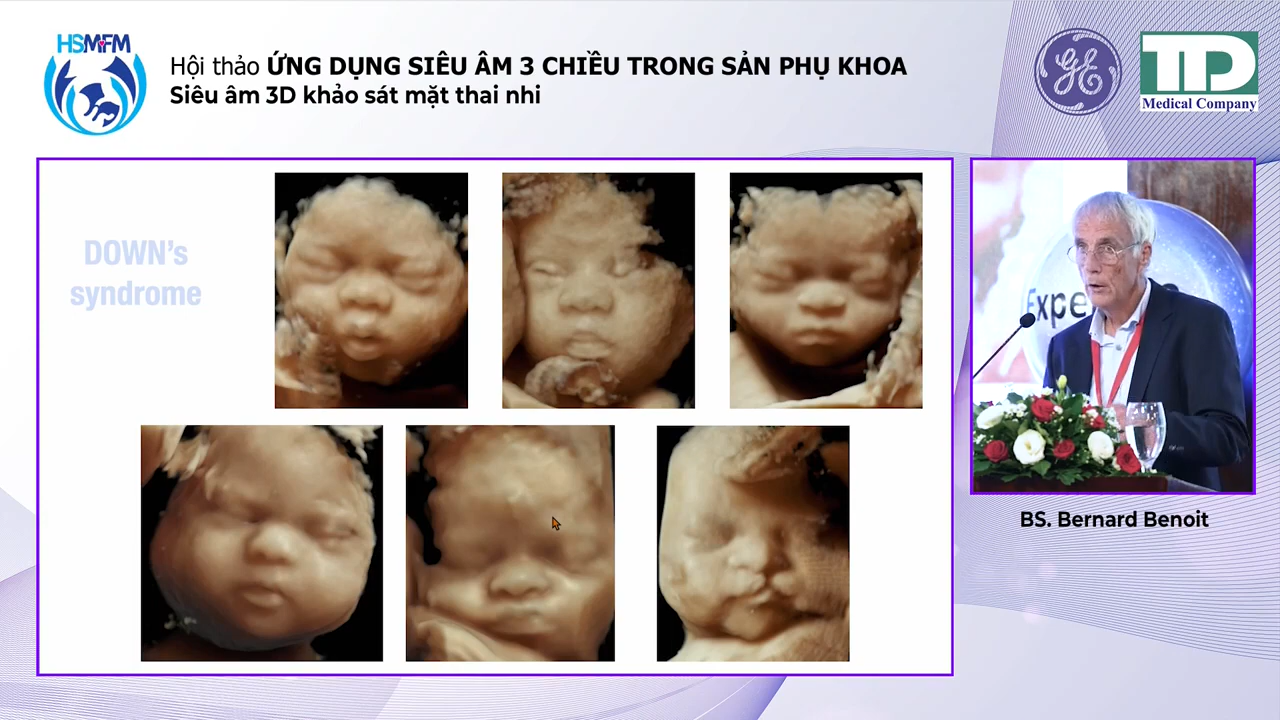 HSMFM
Hội thảo ỨNG DỤNG SIÊU ÂM 3 CHIỀU TRONG SẢN PHỤ KHOA
Siêu âm 3D khảo sát mặt thai nhi
GE
TD
Medical Company
DOWN's
syndrome
Expe
BS. Bernard Benoit